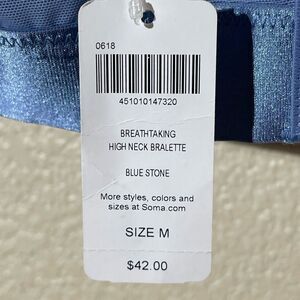 0618
451010147320
BREATHTAKING
HIGH NECK BRALETTE
BLUE STONE
More styles, colors and
sizes at Soma.com
SIZE M
$42.00